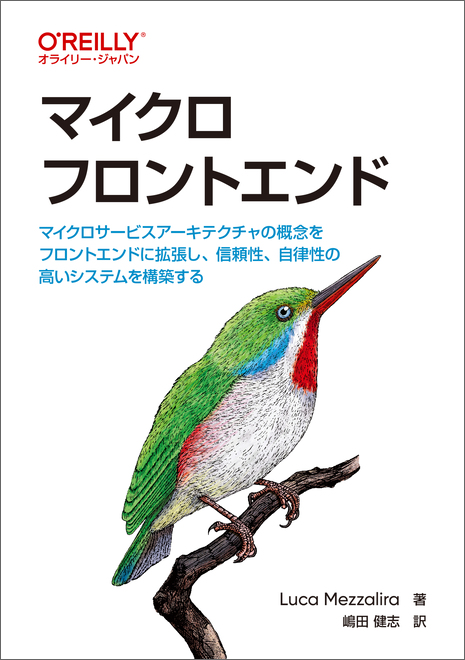 O'REILLY®
オライリー・ジャパン
マイクロ
フロントエンド
マイクロサービスアーキテクチャの概念を
フロントエンドに拡張し、信頼性、自律性の
高いシステムを構築する
Luca Mezzalira 著
嶋田 健志 訳